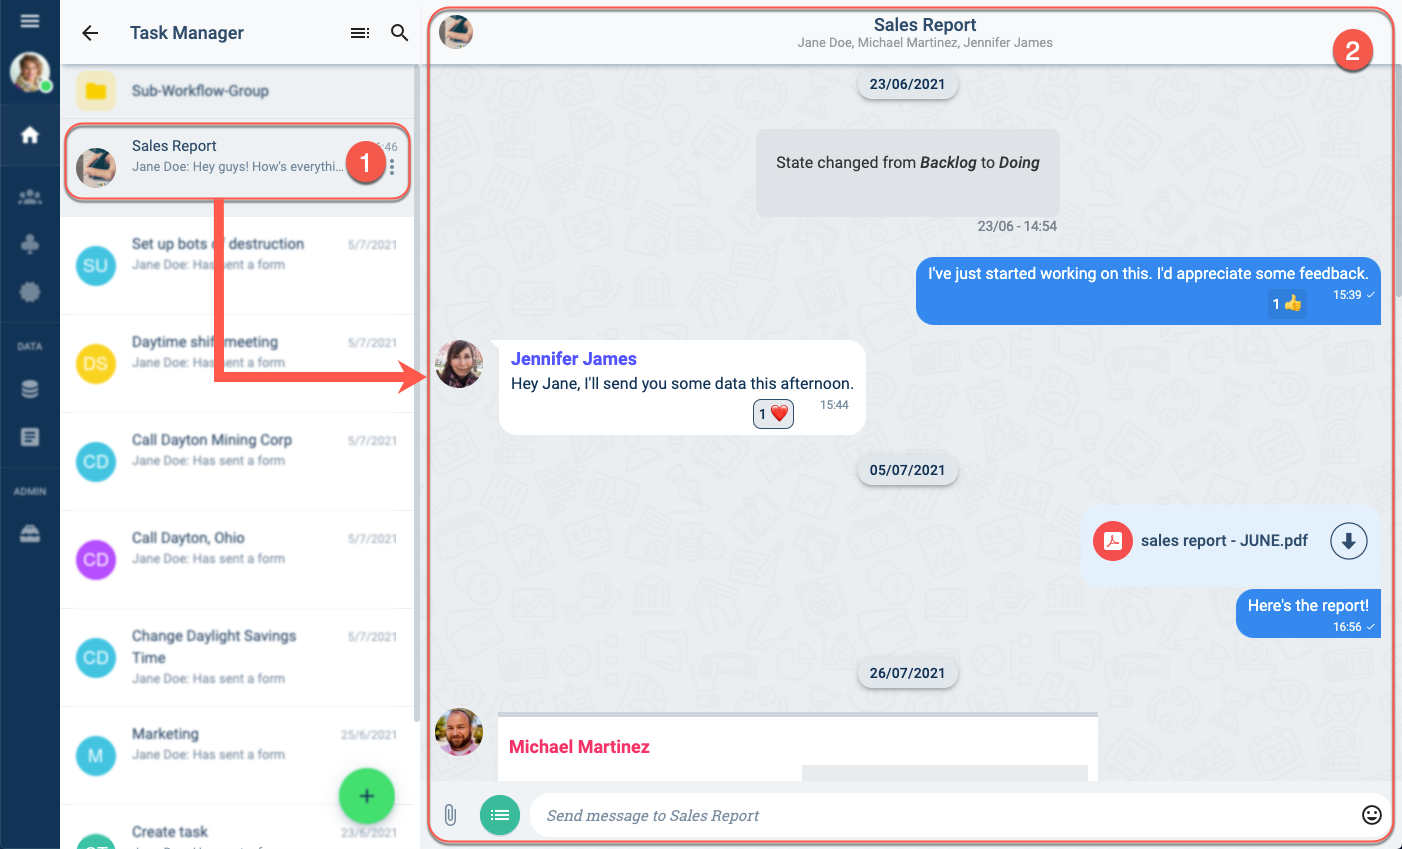 Task Manager
Sub-Workflow-Group
Sales Report
:46
Jane Doe: Hey guys! How's everythi...
1
Set up bots of destruction
5/7/2021
SU
Jane Doe: Has sent a form
Daytime shift meeting
5/7/2021
DS
Jane Doe: Has sent a form
DATA
Call Dayton Mining Corp
5/7/2021
CD
Jane Doe: Has sent a form
ADMIN
Call Dayton, Ohio
5/7/2021
CD
Jane Doe: Has sent a form
Change Daylight Savings
Time
5/7/2021
CD
Jane Doe: Has sent a form
Marketing
25/6/2021
M
Jane Doe: Has sent a form
+
Create task
23/6/2021
Sales Report
Jane Doe, Michael Martinez, Jennifer James
2
23/06/2021
State changed from Backlog to Doing
23/06 - 14:54
I've just started working on this. I'd appreciate some feedback.
1 👍
15:39 ✓
Jennifer James
Hey Jane, I'll send you some data this afternoon.
1 ❤️
15:44
05/07/2021
sales report - JUNE.pdf
Here's the report!
16:56 ✓
26/07/2021
Michael Martinez
Send message to Sales Report